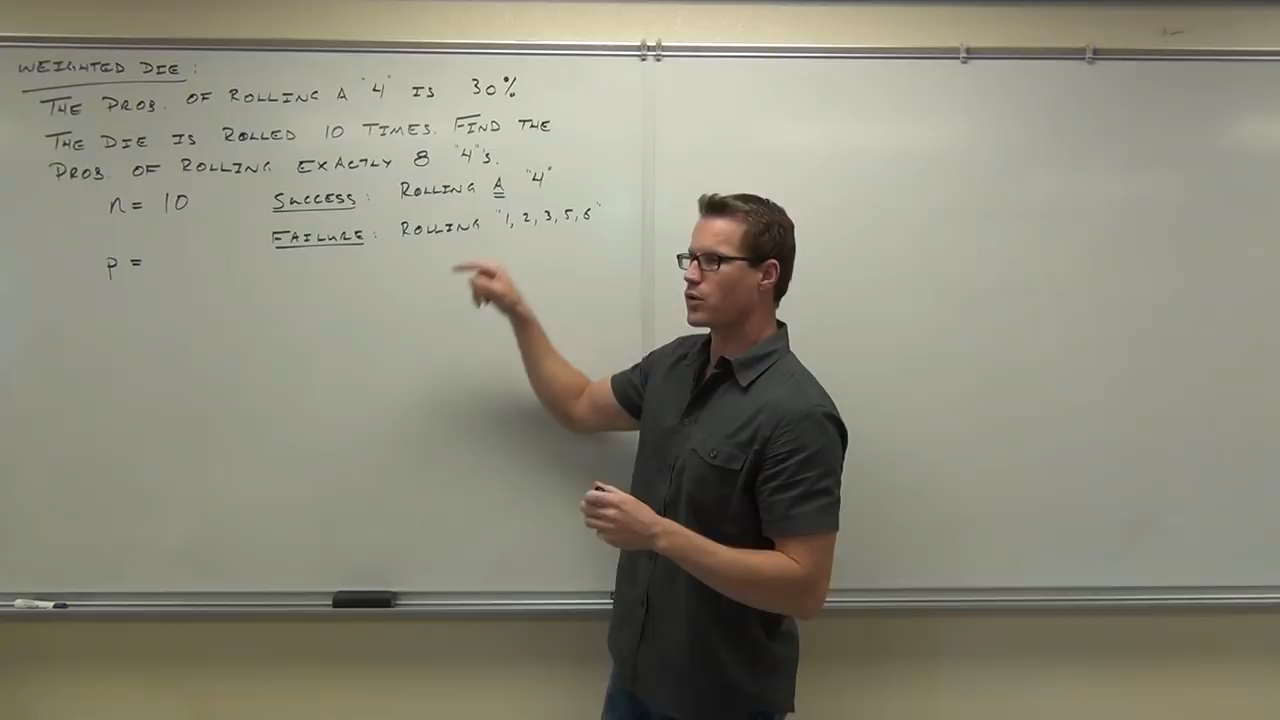 WEIGHTED DIE:
THE PROB. OF ROLLING A "4" IS 30%
THE DIE IS ROLLED 10 TIMES. FIND THE
PROB. OF ROLLING EXACTLY 8 "4"s.
n = 10
SUCCESS: ROLLING A "4"
FAILURE: ROLLING "1, 2, 3, 5, 6"
p =